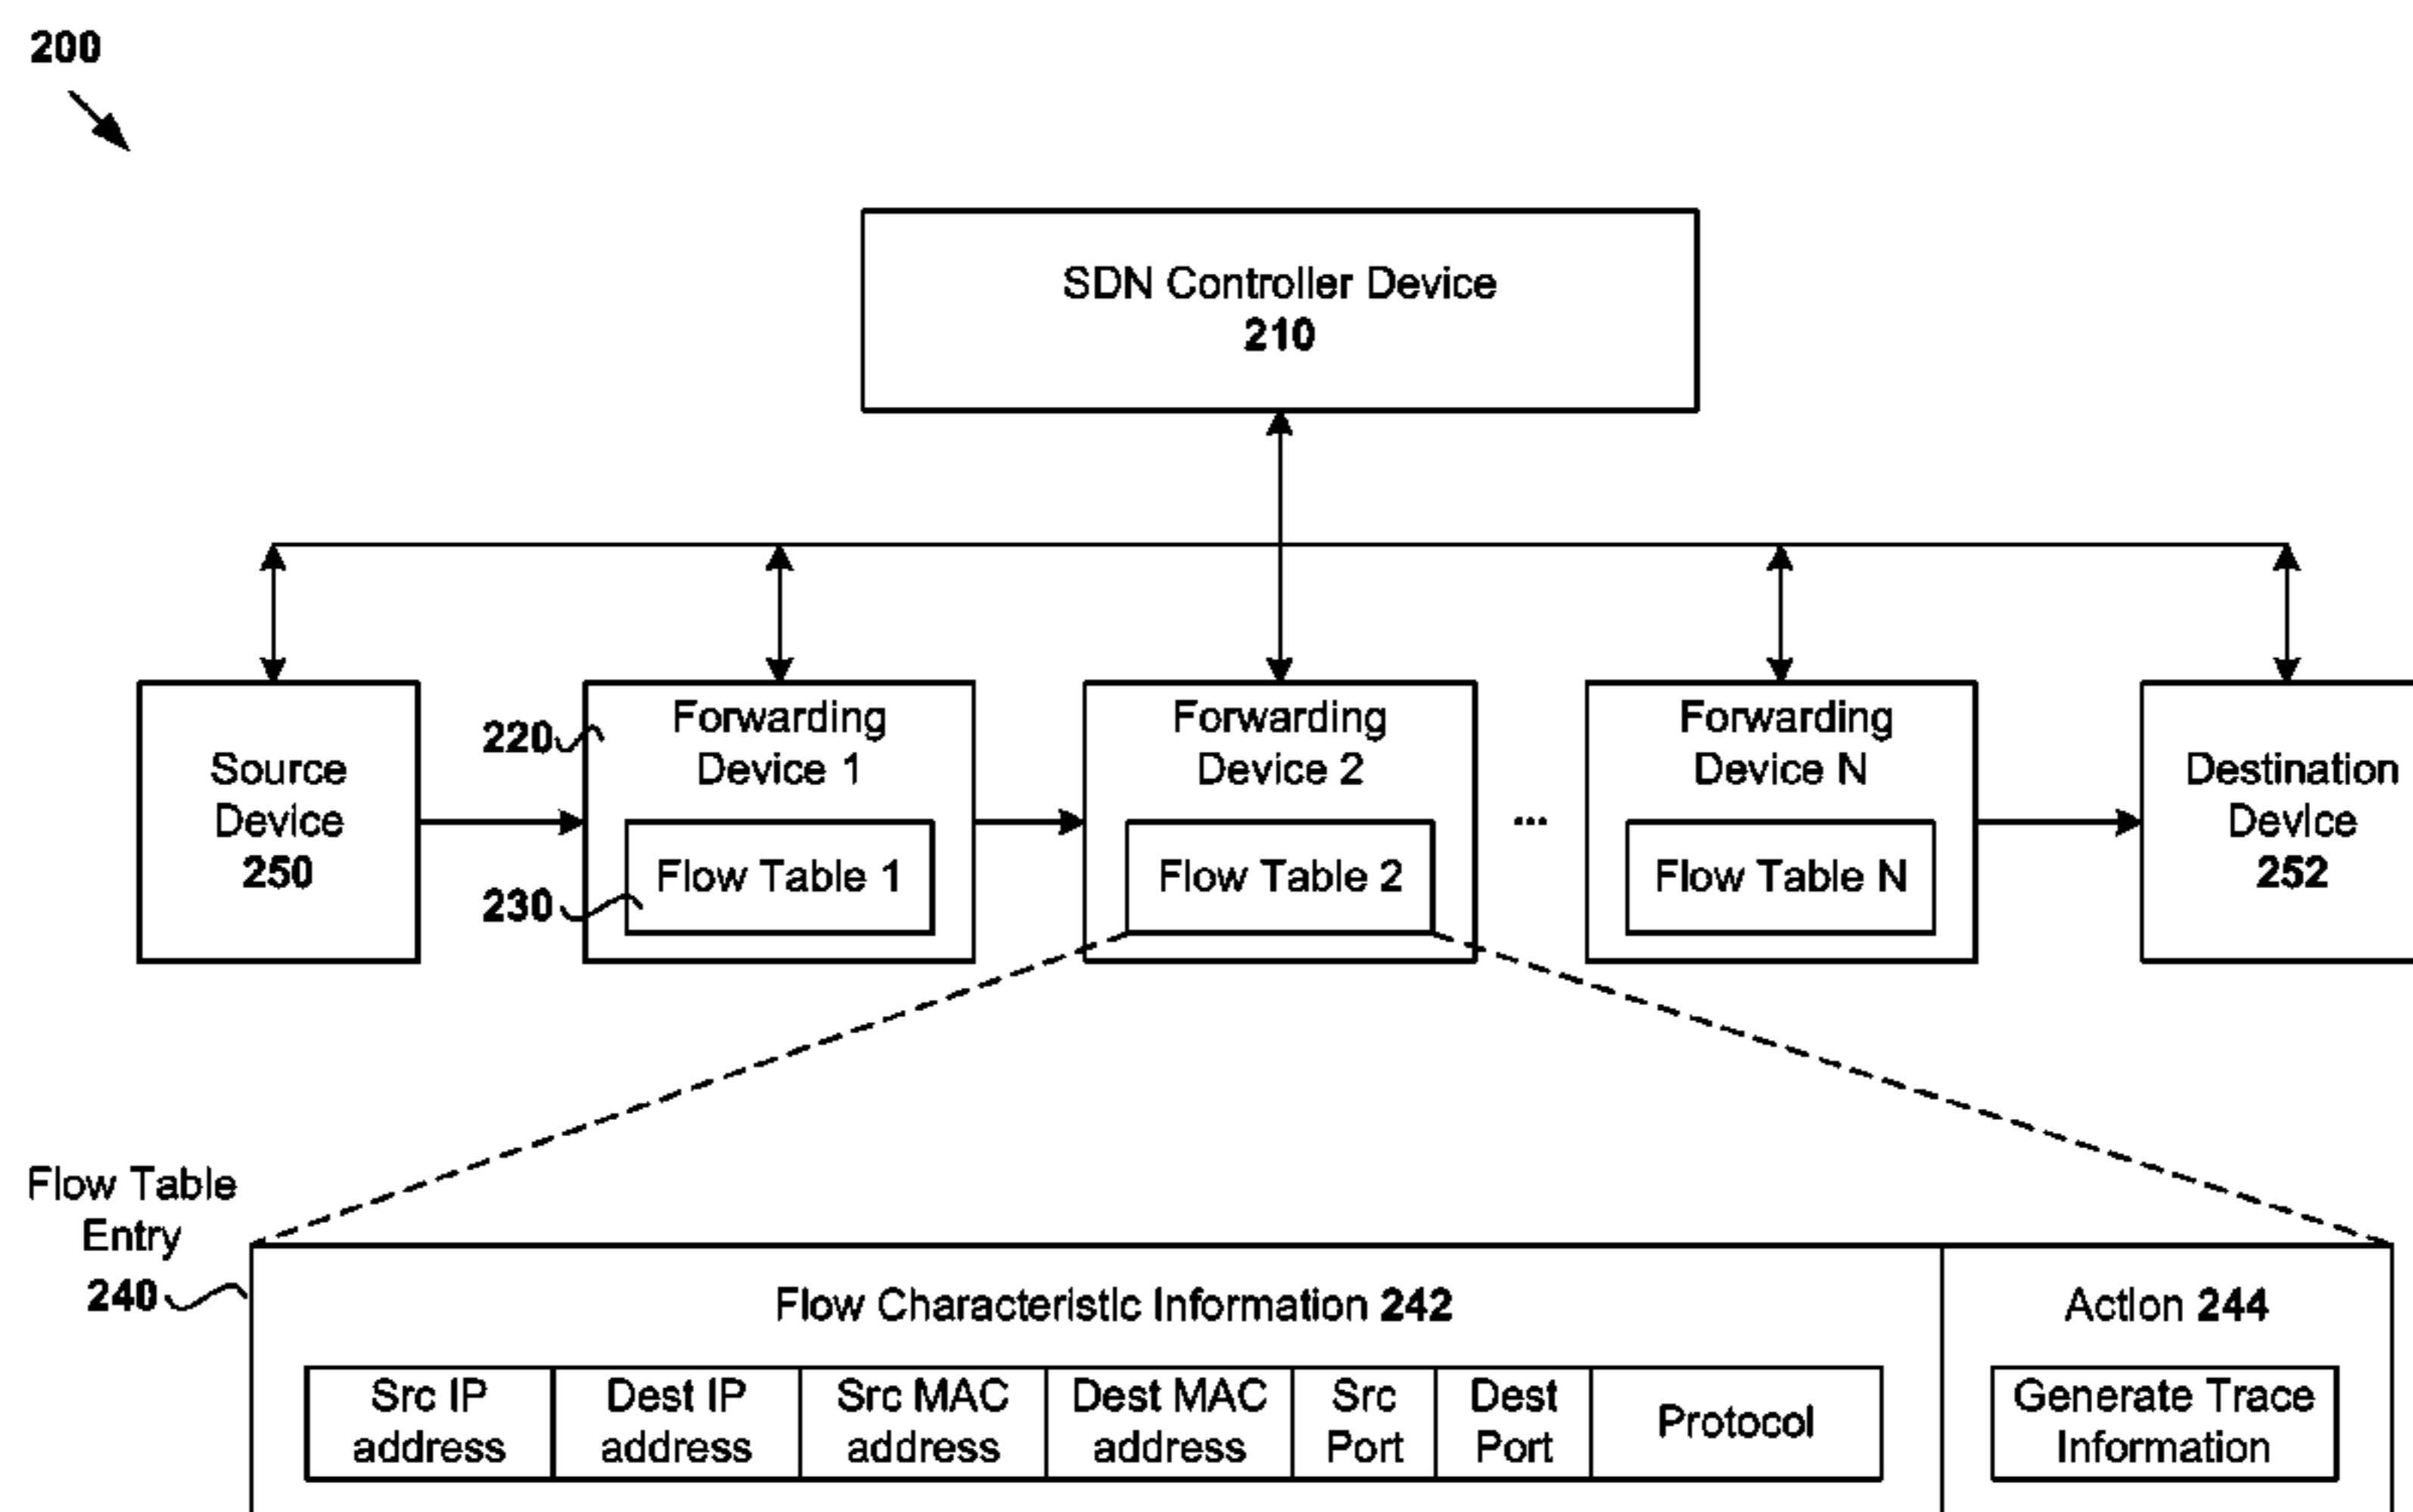 200
SDN Controller Device
210
Source
Device
250
220
Forwarding
Device 1
Flow Table 1
230
Forwarding
Device 2
Flow Table 2
...
Forwarding
Device N
Flow Table N
Destination
Device
252
Flow Table
Entry
240
Flow Characteristic Information 242
Src IP
address
Dest IP
address
Src MAC
address
Dest MAC
address
Src
Port
Dest
Port
Protocol
Action 244
Generate Trace
Information